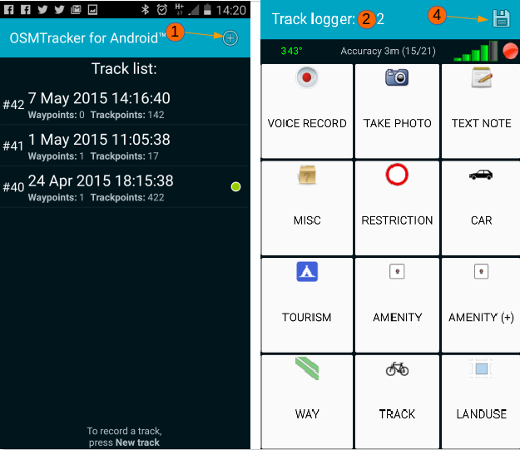 H+
14:20
OSMTracker for Android™ 1
Track list:
#42 7 May 2015 14:16:40
Waypoints: 0 Trackpoints: 142
#41 1 May 2015 11:05:38
Waypoints: 1 Trackpoints: 17
#40 24 Apr 2015 18:15:38
Waypoints: 1 Trackpoints: 422
To record a track,
press New track
Track logger: 2 2 4
343° Accuracy 3m (15/21)
VOICE RECORD TAKE PHOTO TEXT NOTE
MISC RESTRICTION CAR
TOURISM AMENITY AMENITY (+)
WAY TRACK LANDUSE